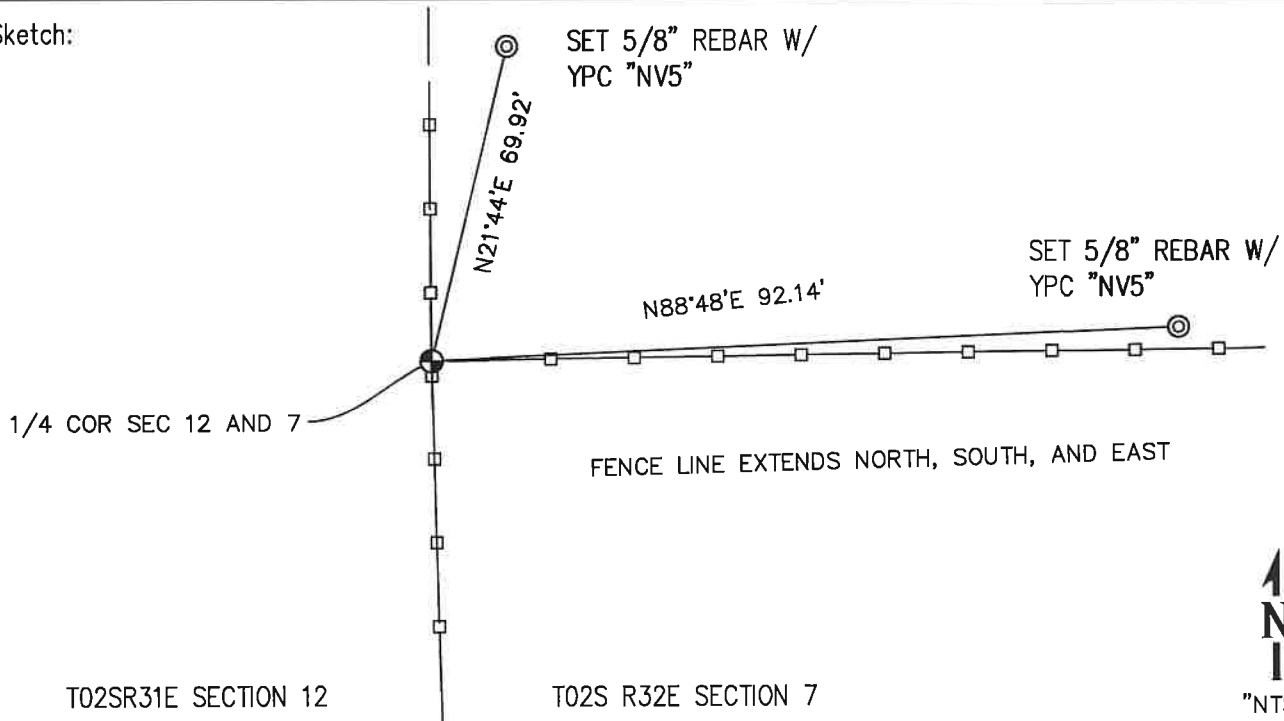 Sketch:
SET 5/8" REBAR W/
YPC "NV5"
N21°44'E 69.92'
SET 5/8" REBAR W/
YPC "NV5"
N88°48'E 92.14'
1/4 COR SEC 12 AND 7
FENCE LINE EXTENDS NORTH, SOUTH, AND EAST
N
T02SR31E SECTION 12
T02S R32E SECTION 7